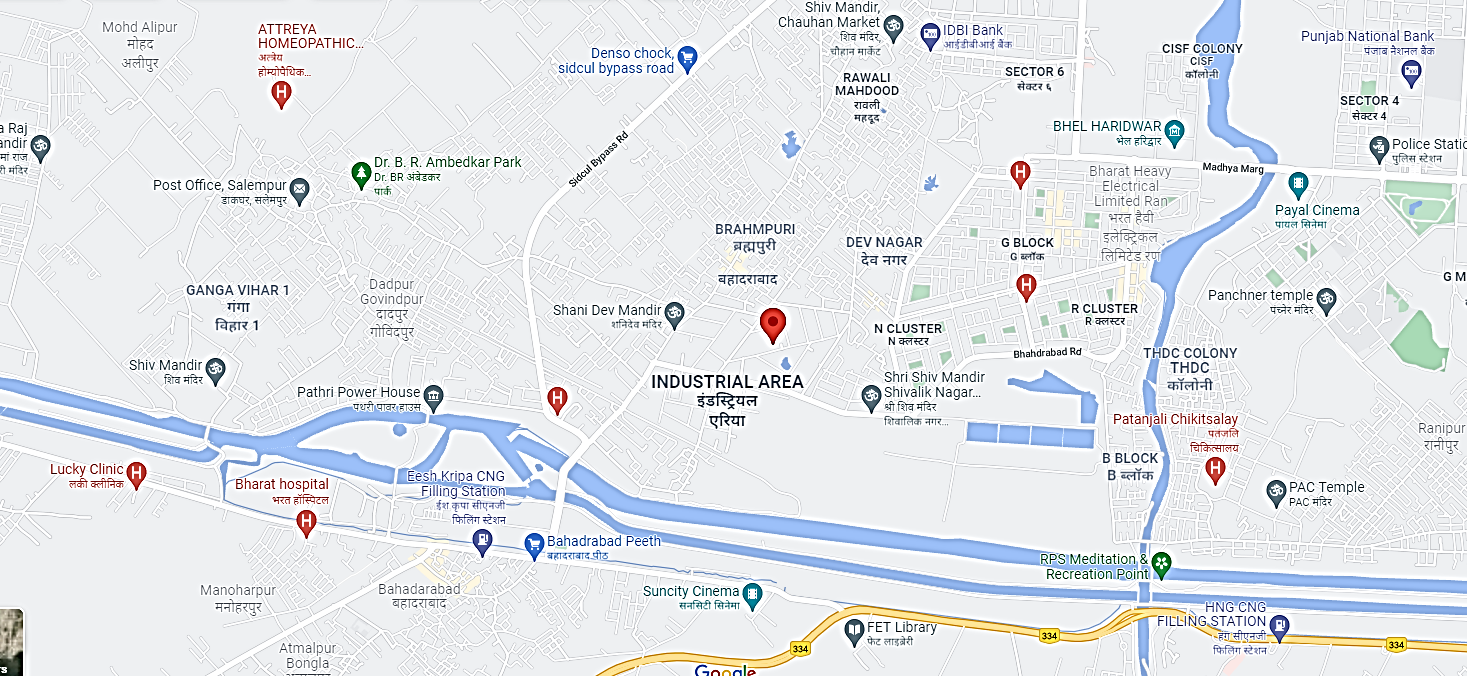 Mohd Alipur
मोहद
अलीपुर
ATTREYA
HOMEOPATHIC...
अत्रेय
होम्योपैथिक...
Denso chock,
sidcul bypass road
Shiv Mandir,
Chauhan Market
शिव मंदिर,
चौहान मार्केट
IDBI Bank
आईडीबीआई बैंक
RAWALI
MAHDOOD
रावली
महदूद
SECTOR 6
सेक्टर ६
CISF COLONY
CISF
कॉलोनी
Punjab National Bank
पंजाब नैशनल बैंक
SECTOR 4
सेक्टर 4
BHEL HARIDWAR
भेल हरिद्वार
Police Static
पुलिस स्टेशन
a Raj
andir
मां राज
री मंदिर
Dr. B. R. Ambedkar Park
Dr. BR अंबेडकर
पार्क
Post Office, Salempur
डाकघर, सलेमपुर
Sidcul Bypass Rd
Madhya Marg
Bharat Heavy
Electrical
Limited Ran
भारत हैवी
इलेक्ट्रिकल
लिमिटेड रण
Payal Cinema
पायल सिनेमा
BRAHMPURI
ब्रह्मपुरी
DEV NAGAR
देव नगर
G BLOCK
G ब्लॉक
बहादराबाद
G M
GANGA VIHAR 1
गंगा
विहार 1
Dadpur
Govindpur
दादपुर
गोविंदपुर
Shani Dev Mandir
शनिदेव मंदिर
Panchner temple
पंच्नेर मंदिर
R CLUSTER
R क्लस्टर
N CLUSTER
N क्लस्टर
Bhahdrabad Rd
THDC COLONY
THDC
कॉलोनी
Shiv Mandir
शिव मंदिर
Pathri Power House
पथरी पावर हाउस
INDUSTRIAL AREA
इंडस्ट्रियल
एरिया
Shri Shiv Mandir
Shivalik Nagar...
श्री शिव मंदिर
शिवालिक नगर...
Patanjali Chikitsalay
पतंजलि
चिकित्सालय
Ranipur
रानीपुर
B BLOCK
B ब्लॉक
Lucky Clinic
लकी क्लीनिक
Bharat hospital
भरत हॉस्पिटल
Eesh Kripa CNG
Filling Station
ईश कृपा सीएनजी
फिलिंग स्टेशन
PAC Temple
PAC मंदिर
Bahadrabad Peeth
बहादराबाद पीठ
RPS Meditation &
Recreation Point
Manoharpur
मनोहरपुर
Bahadarabad
बहादराबाद
Suncity Cinema
सनसिटी सिनेमा
HNG CNG
FILLING STATION
हंग सीएनजी
फिलिंग स्टेशन
FET Library
फेट लाइब्रेरी
334
334
334
Atmalpur
Bongla
Google